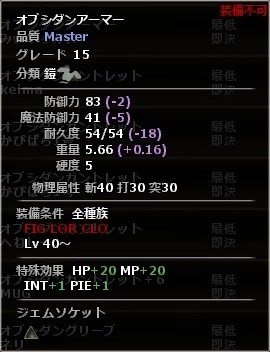 装備不可
オブシダンアーマー
品質 Master
グレード 15
分類 鎧
防御力 83 (-2)
魔法防御力 41 (-5)
耐久度 54/54 (-18)
重量 5.66 (+0.16)
硬度 5
物理属性 斬40 打30 突30
装備条件 全種族
FIG LOR CLO
Lv 40～
特殊効果 HP+20 MP+20
INT+1 PIE+1
ジェムソケット